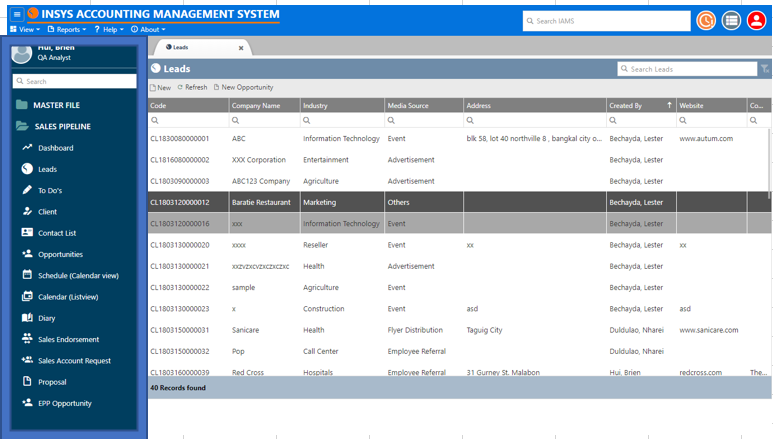 INSYS ACCOUNTING MANAGEMENT SYSTEM
Search IAMS
View Reports Help About
Hui, Brien
QA Analyst
Search
MASTER FILE
SALES PIPELINE
Dashboard
Leads
To Do's
Client
Contact List
Opportunities
Schedule (Calendar view)
Calendar (Listview)
Diary
Sales Endorsement
Sales Account Request
Proposal
EPP Opportunity
Leads
Leads Search Leads
New Refresh New Opportunity
Code Company Name Industry Media Source Address Created By Website Co...
CL1830080000001 ABC Information Technology Event blk 58, lot 40 northville 8 , bangkal city o... Bechayda, Lester www.autum.com
CL1816080000002 XXX Corporation Entertainment Advertisement Bechayda, Lester
CL1803090000003 ABC123 Company Agriculture Advertisement Bechayda, Lester
CL1803120000012 Baratie Restaurant Marketing Others Bechayda, Lester
CL1803120000016 xxx Information Technology Event Bechayda, Lester
CL1803130000020 xxxx Reseller Event xx Bechayda, Lester xx
CL1803130000021 xxzvzxcvzxczxczxc Health Advertisement Bechayda, Lester
CL1803130000022 sample Agriculture Event Bechayda, Lester
CL1803130000023 x Construction Event asd Bechayda, Lester asd
CL1803150000031 Sanicare Health Flyer Distribution Taguig City Duldulao, Nharei www.sanicare.com
CL1803150000032 Pop Call Center Employee Referral Duldulao, Nharei
CL1803160000039 Red Cross Hospitals Employee Referral 31 Gurney St. Malabon Hui, Brien redcross.com The...
40 Records found